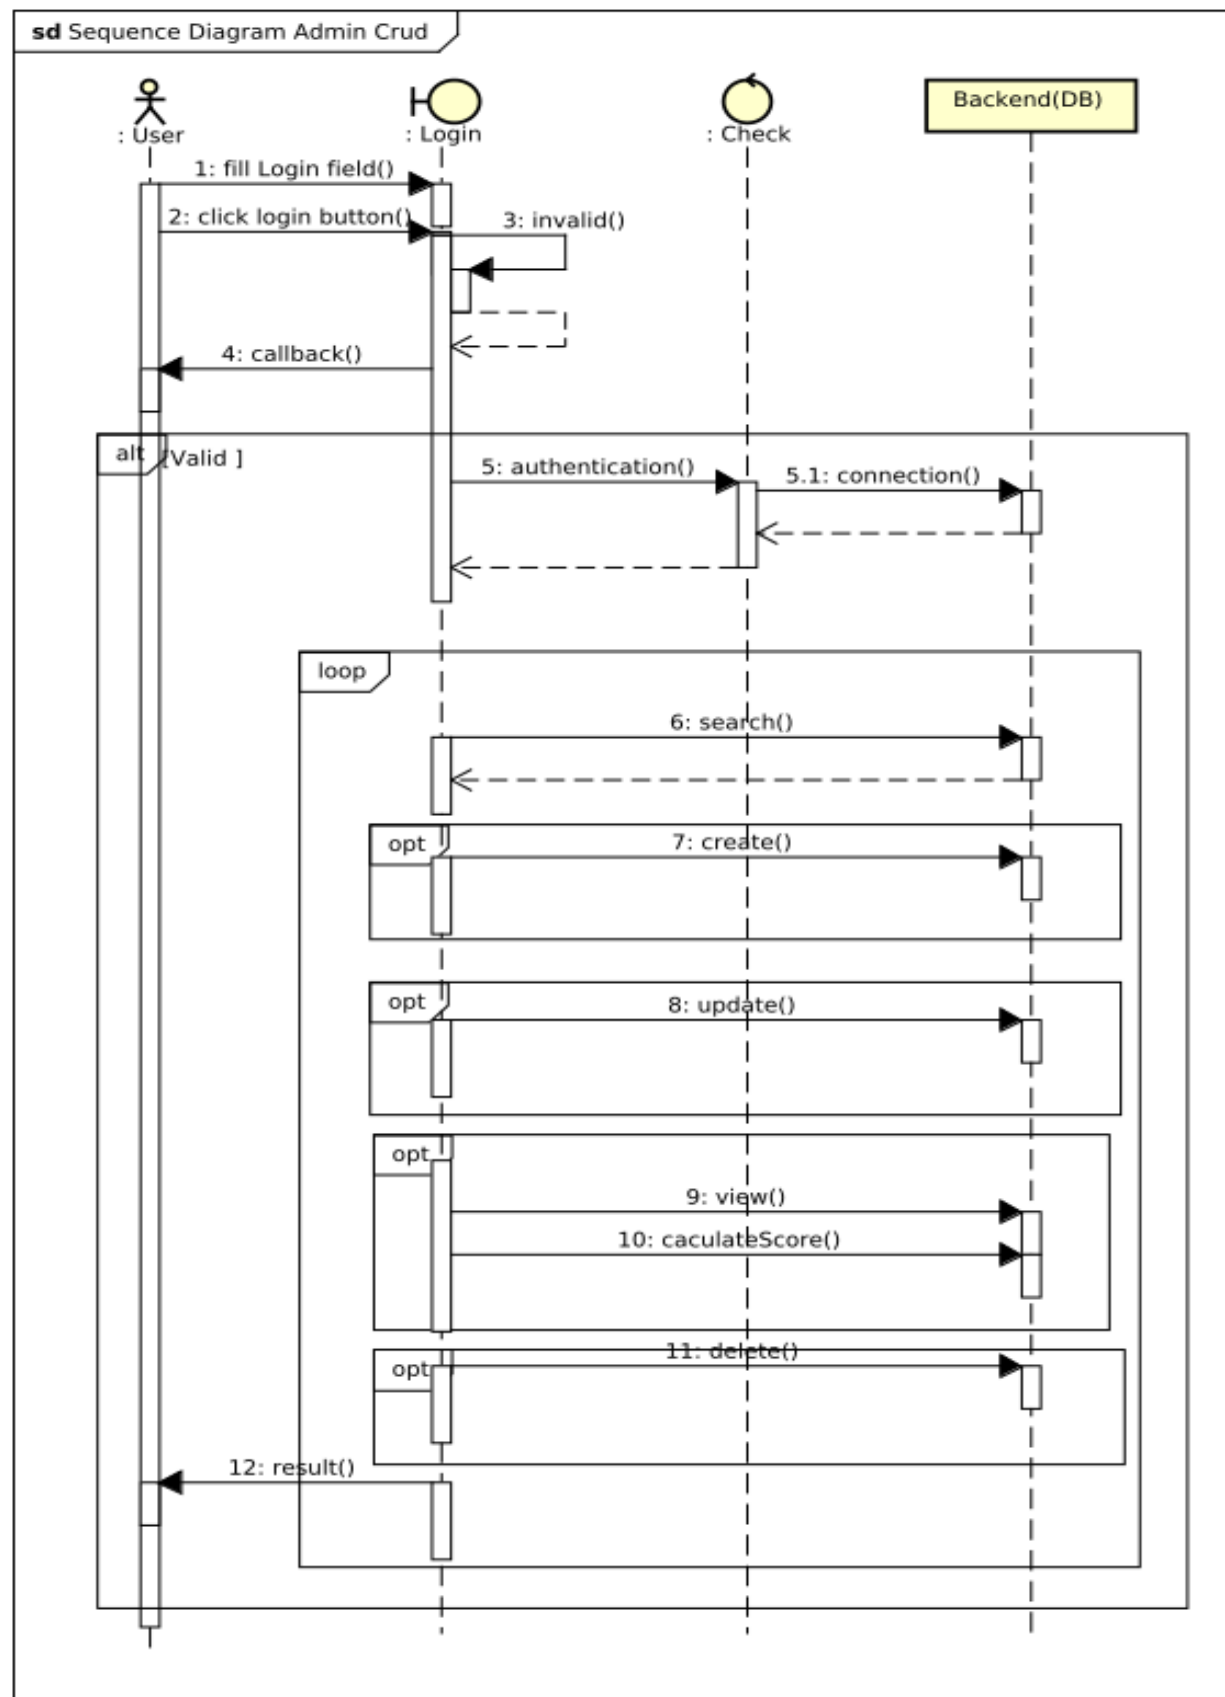 sd Sequence Diagram Admin Crud
: User
: Login
: Check
Backend(DB)
1: fill Login field()
2: click login button()
3: invalid()
4: callback()
alt
[Valid ]
5: authentication()
5.1: connection()
loop
6: search()
opt
7: create()
opt
8: update()
opt
9: view()
10: caculateScore()
opt
11: delete()
12: result()